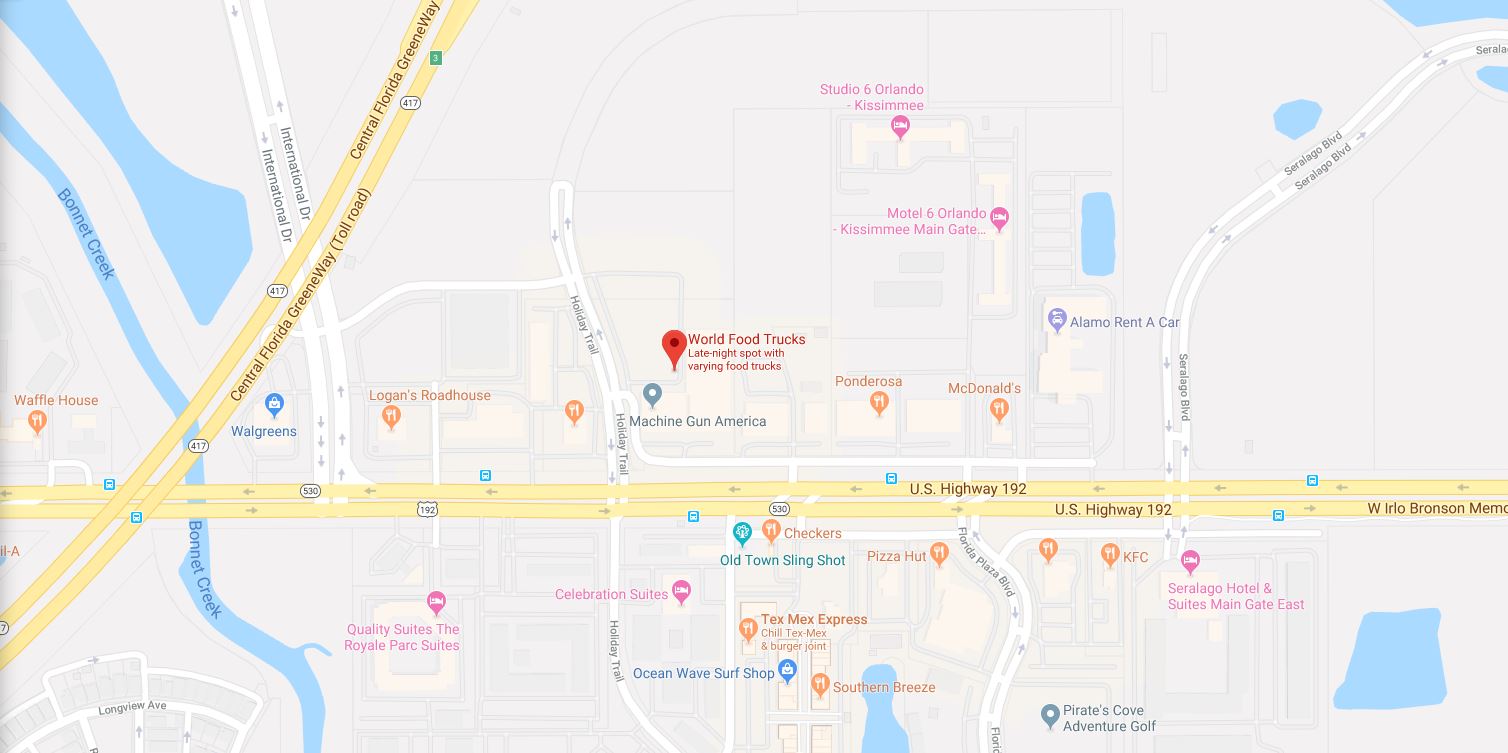 3
Central Florida GreeneWay
417
Studio 6 Orlando
- Kissimmee
International Dr
International Dr
Seralago Blvd
Seralago Blvd
Bonnet Creek
Motel 6 Orlando
- Kissimmee Main Gate...
417
Central Florida GreeneWay (Toll road)
Holiday Trail
Alamo Rent A Car
World Food Trucks
Late-night spot with
varying food trucks
Seralago Blvd
Ponderosa
McDonald's
Waffle House
Logan's Roadhouse
Walgreens
Machine Gun America
Holiday Trail
417
530
U.S. Highway 192
192
530
U.S. Highway 192
W Irlo Bronson Memo
Checkers
Old Town Sling Shot
Pizza Hut
KFC
Florida Plaza Blvd
Bonnet Creek
Celebration Suites
Seralago Hotel &
Suites Main Gate East
Quality Suites The
Royale Parc Suites
Tex Mex Express
Chill Tex-Mex
& burger joint
Holiday Trail
Ocean Wave Surf Shop
Southern Breeze
Longview Ave
Pirate's Cove
Adventure Golf